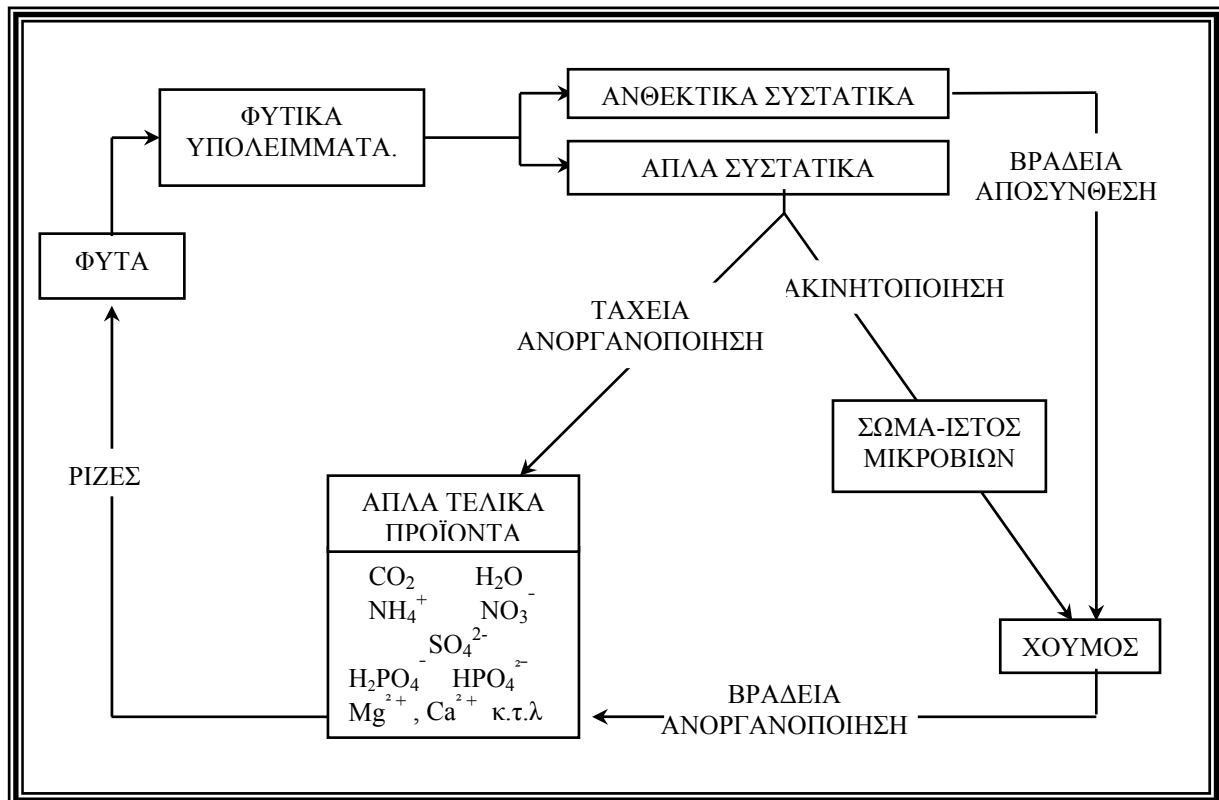 ΦΥΤΙΚΑ
ΥΠΟΛΕΙΜΜΑΤΑ.
ΑΝΘΕΚΤΙΚΑ ΣΥΣΤΑΤΙΚΑ
ΑΠΛΑ ΣΥΣΤΑΤΙΚΑ
ΒΡΑΔΕΙΑ
ΑΠΟΣΥΝΘΕΣΗ
ΦΥΤΑ
ΤΑΧΕΙΑ
ΑΝΟΡΓΑΝΟΠΟΙΗΣΗ
ΑΚΙΝΗΤΟΠΟΙΗΣΗ
ΣΩΜΑ-ΙΣΤΟΣ
ΜΙΚΡΟΒΙΩΝ
ΡΙΖΕΣ
ΑΠΛΑ ΤΕΛΙΚΑ
ΠΡΟΪΟΝΤΑ
CO₂ H₂O
NH₄⁺ NO₃⁻
SO₄²⁻
H₂PO₄⁻ HPO₄²⁻
Mg²⁺ , Ca²⁺ κ.τ.λ
ΧΟΥΜΟΣ
ΒΡΑΔΕΙΑ
ΑΝΟΡΓΑΝΟΠΟΙΗΣΗ